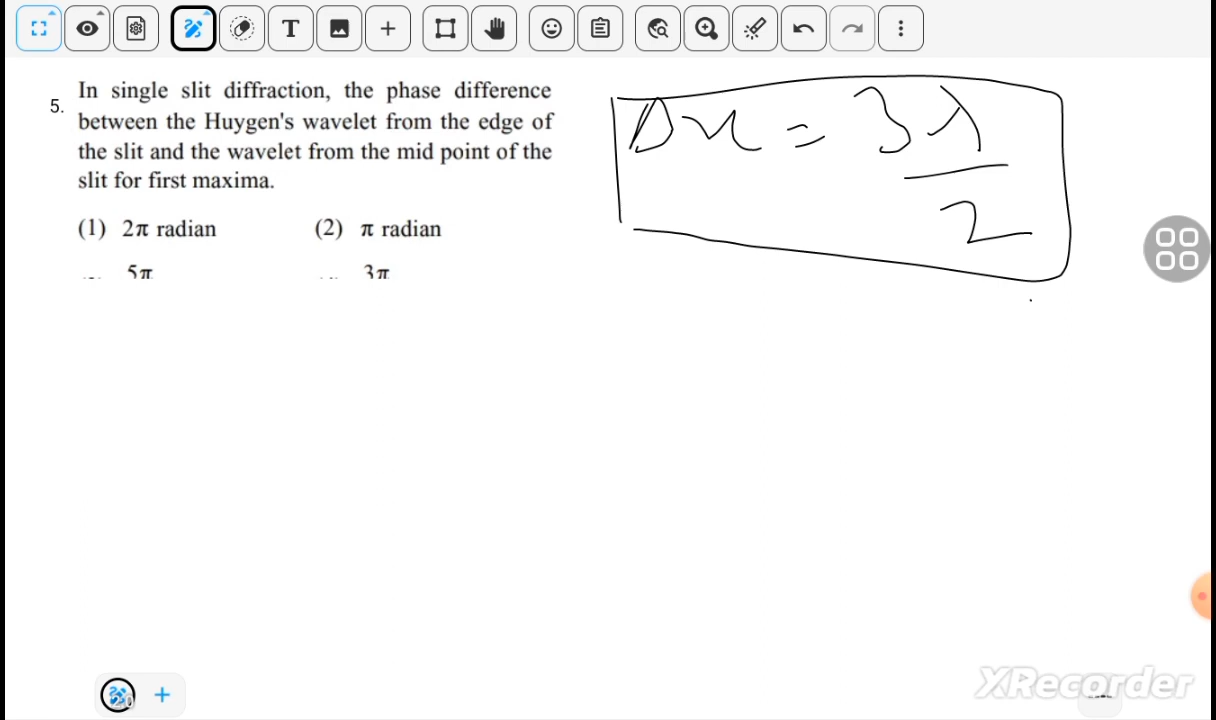 In single slit diffraction, the phase difference
5. between the Huygen's wavelet from the edge of
the slit and the wavelet from the mid point of the
slit for first maxima.
(1) 2π radian (2) π radian
5π 3π
Δx = 3λ
2
XRecorder